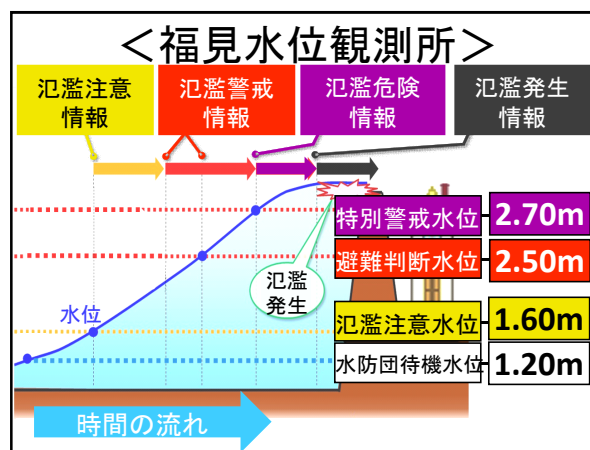 ＜福見水位観測所＞
氾濫注意
情報
氾濫警戒
情報
氾濫危険
情報
氾濫発生
情報
特別警戒水位 2.70m
避難判断水位 2.50m
氾濫
発生
水位
氾濫注意水位 1.60m
水防団待機水位 1.20m
時間の流れ